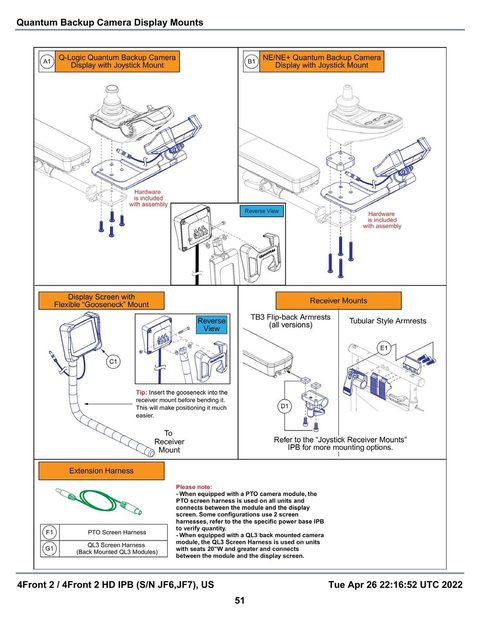 Quantum Backup Camera Display Mounts
A1
Q-Logic Quantum Backup Camera
Display with Joystick Mount
B1
NE/NE+ Quantum Backup Camera
Display with Joystick Mount
Hardware
is included
with assembly
Reverse View
Hardware
is included
with assembly
Display Screen with
Flexible “Gooseneck” Mount
Reverse
View
C1
Tip: Insert the gooseneck into the
receiver mount before bending it.
This will make positioning it much
easier.
To
Receiver
Mount
Receiver Mounts
TB3 Flip-back Armrests
(all versions)
Tubular Style Armrests
E1
D1
Refer to the “Joystick Receiver Mounts”
IPB for more mounting options.
Extension Harness
F1
PTO Screen Harness
G1
QL3 Screen Harness
(Back Mounted QL3 Modules)
Please note:
- When equipped with a PTO camera module, the
PTO screen harness is used on all units and
connects between the module and the display
screen. Some configurations use 2 screen
harnesses, refer to the the specific power base IPB
to verify quantity.
- When equipped with a QL3 back mounted camera
module, the QL3 Screen Harness is used on units
with seats 20"W and greater and connects
between the module and the display screen.
4Front 2 / 4Front 2 HD IPB (S/N JF6,JF7), US
Tue Apr 26 22:16:52 UTC 2022
51